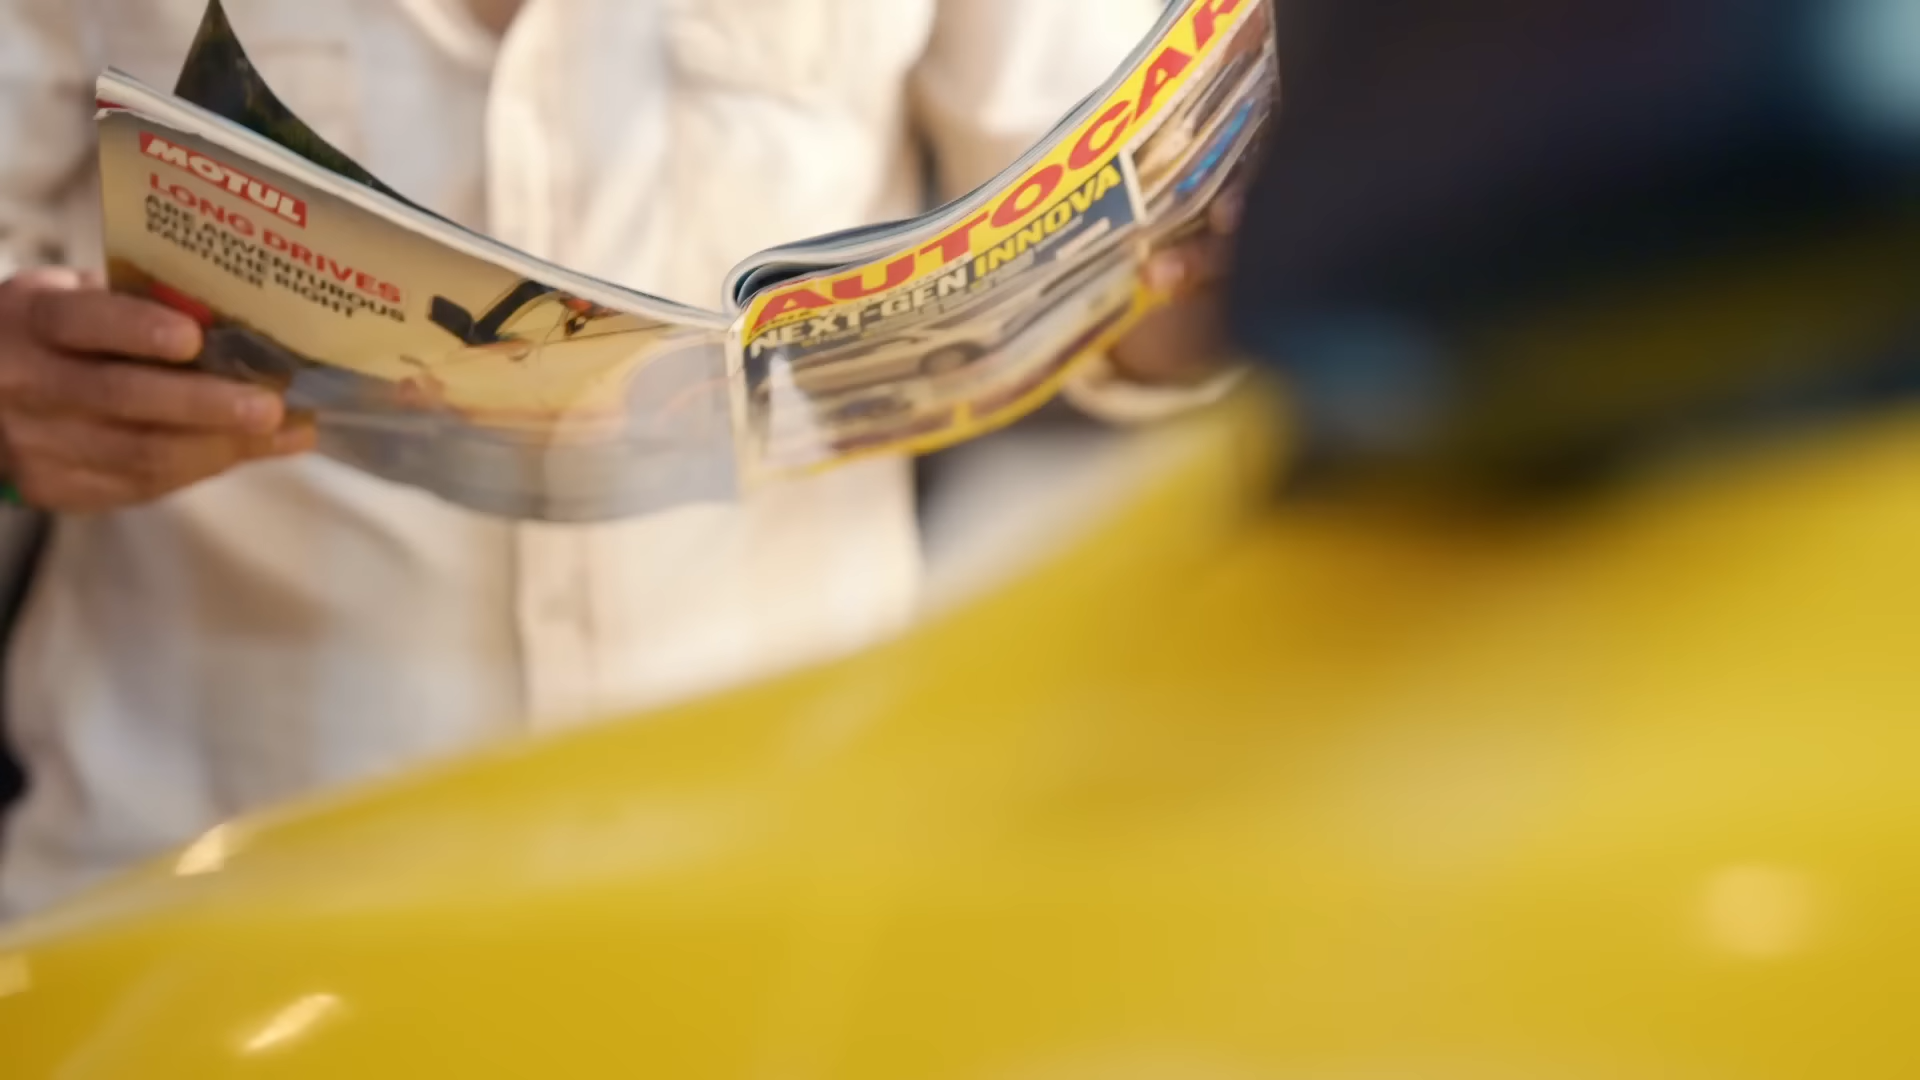 MOTUL
LONG DRIVES
ARE ADVENTUROUS
WITH THE RIGHT
PARTNER
AUTOCAR
NEXT-GEN INNOVA